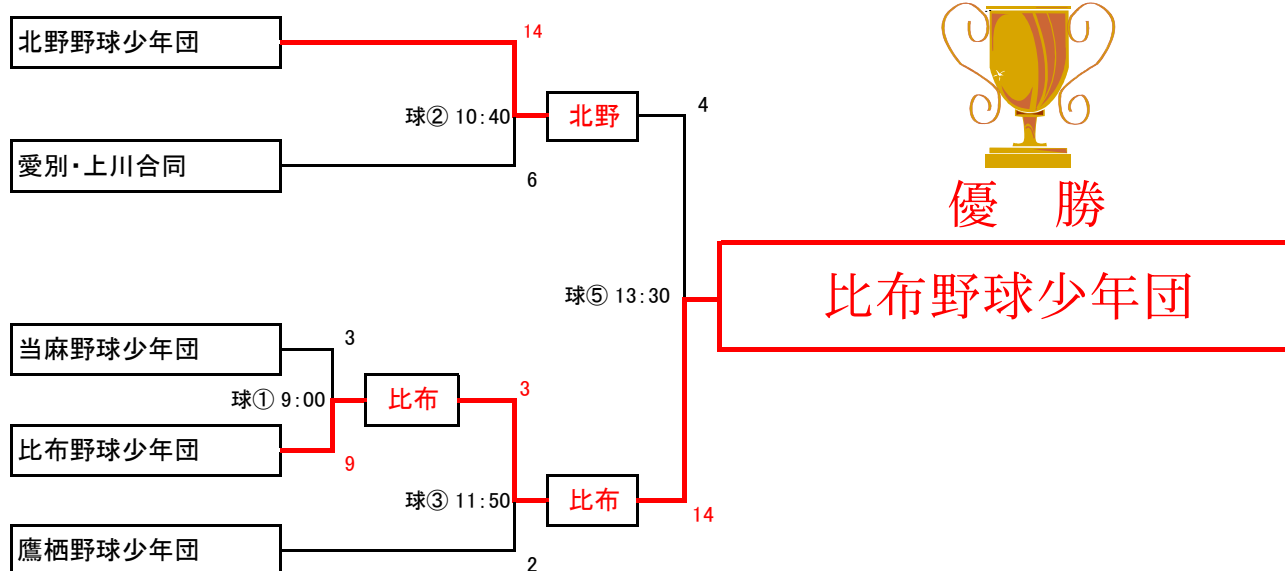 北野野球少年団
14
球② 10:40
北野
4
愛別・上川合同
6
優 勝
比布野球少年団
球⑤ 13:30
当麻野球少年団
3
球① 9:00
比布
3
比布野球少年団
9
球③ 11:50
比布
14
鷹栖野球少年団
2